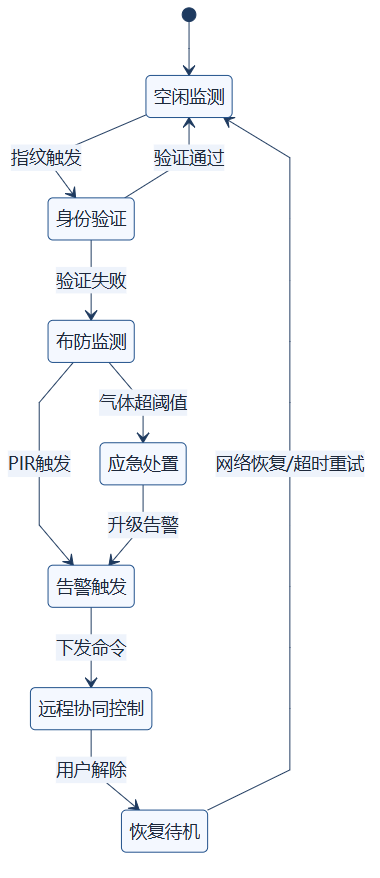 空闲监测
指纹触发
验证通过
身份验证
验证失败
布防监测
气体超阈值
PIR触发
应急处置
网络恢复/超时重试
升级告警
告警触发
下发命令
远程协同控制
用户解除
恢复待机